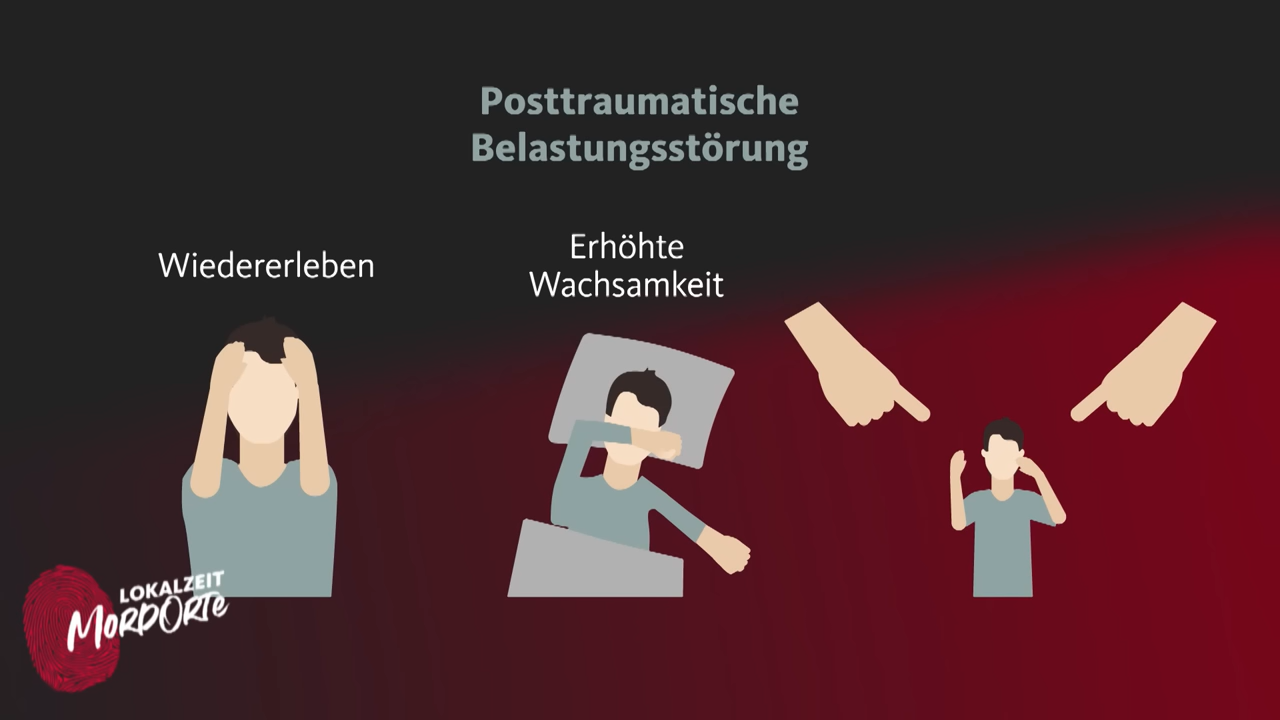 Posttraumatische
Belastungsstörung
Wiedererleben
Erhöhte
Wachsamkeit
LOKALZEIT
MORDORTE